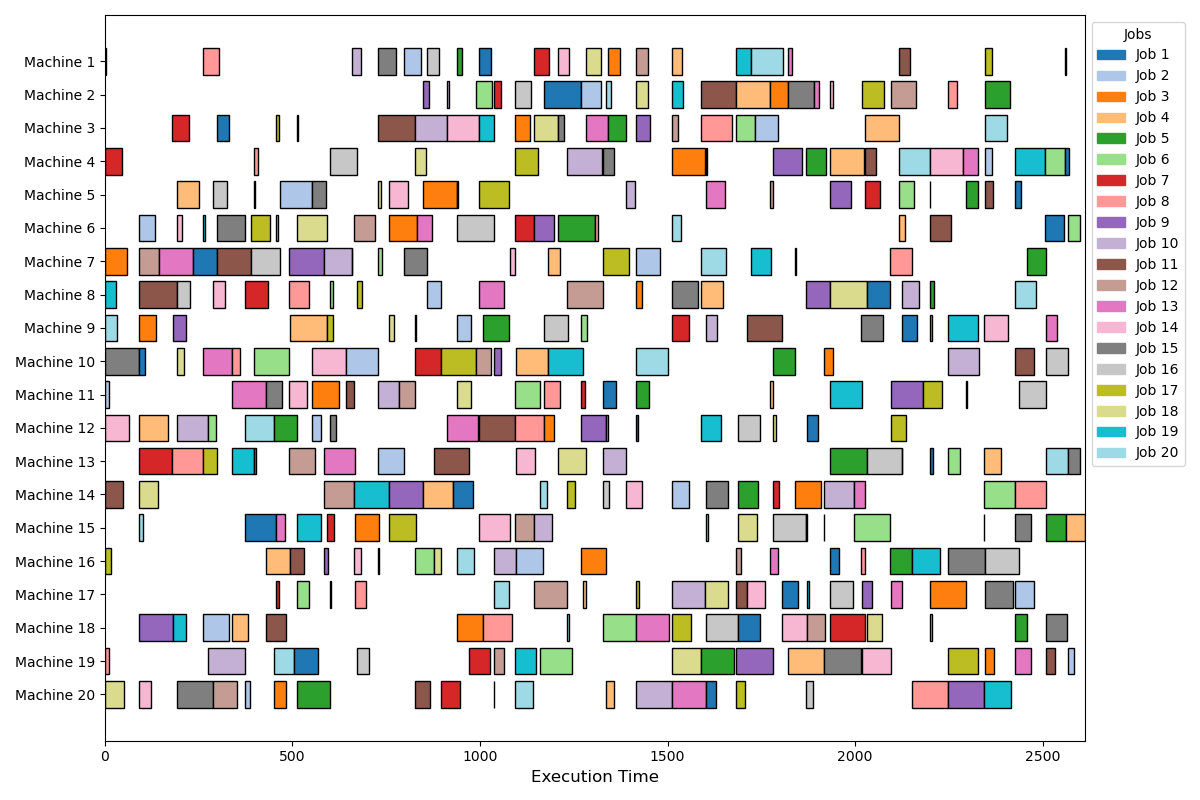 Machine 1
Machine 2
Machine 3
Machine 4
Machine 5
Machine 6
Machine 7
Machine 8
Machine 9
Machine 10
Machine 11
Machine 12
Machine 13
Machine 14
Machine 15
Machine 16
Machine 17
Machine 18
Machine 19
Machine 20
0 500 1000 1500 2000 2500
Execution Time
Jobs
Job 1
Job 2
Job 3
Job 4
Job 5
Job 6
Job 7
Job 8
Job 9
Job 10
Job 11
Job 12
Job 13
Job 14
Job 15
Job 16
Job 17
Job 18
Job 19
Job 20